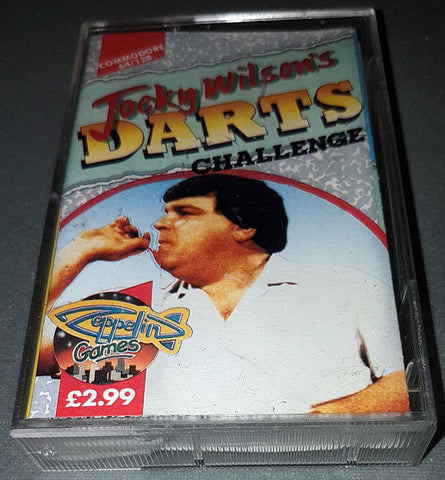 COMMODORE
64/128
Jocky Wilson's
DARTS
CHALLENGE
Zeppelin
Games
£2.99